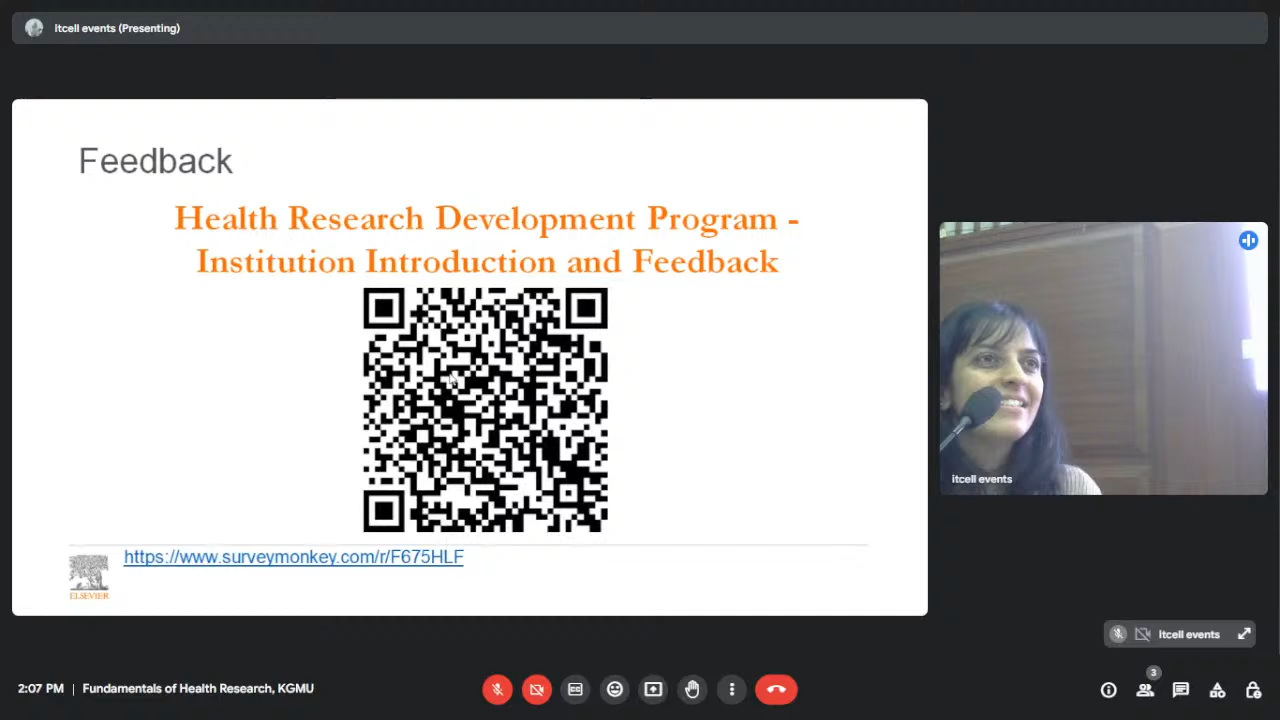 Itcell events (Presenting)
Feedback
Health Research Development Program -
Institution Introduction and Feedback
https://www.surveymonkey.com/r/F675HLF
ELSEVIER
itcell events
Itcell events
3
2:07 PM | Fundamentals of Health Research, KGMU